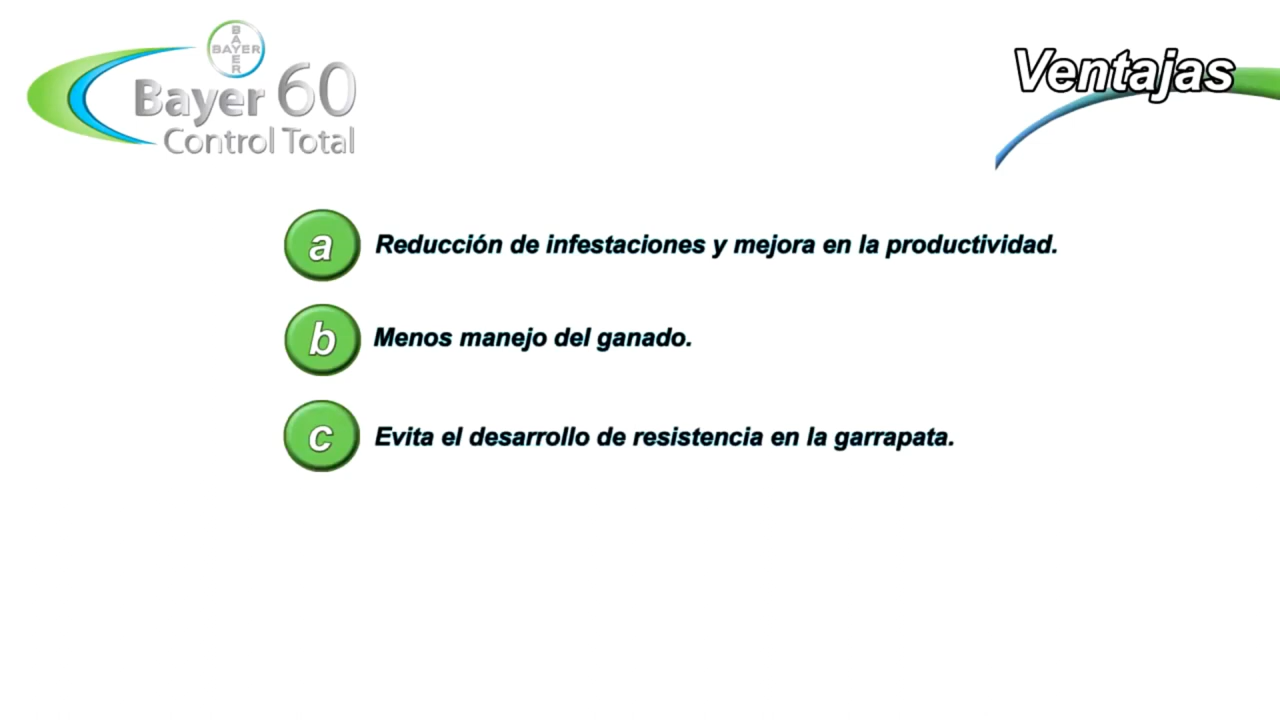 BAYER
BAYER
Bayer 60
Control Total
Ventajas
a Reducción de infestaciones y mejora en la productividad.
b Menos manejo del ganado.
c Evita el desarrollo de resistencia en la garrapata.